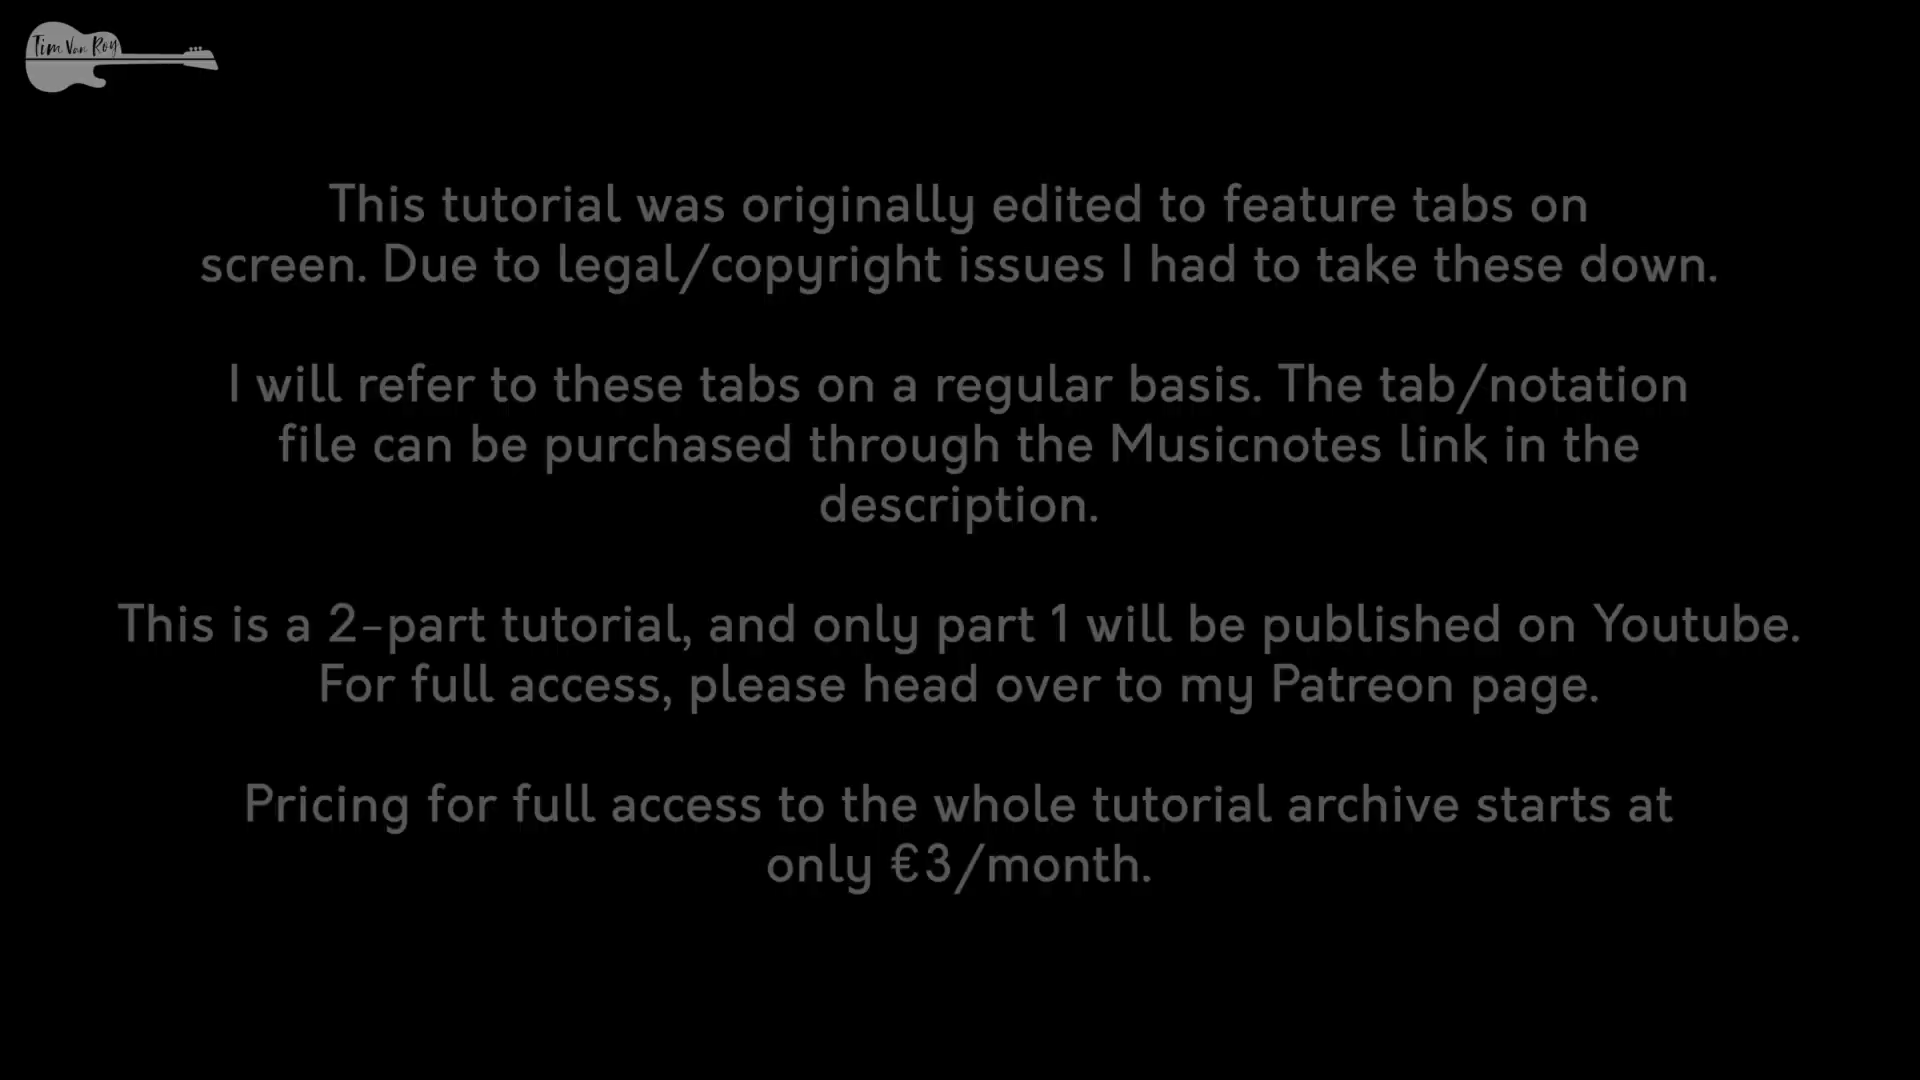 Tim Van Roy
This tutorial was originally edited to feature tabs on
screen. Due to legal/copyright issues I had to take these down.
I will refer to these tabs on a regular basis. The tab/notation
file can be purchased through the Musicnotes link in the
description.
This is a 2-part tutorial, and only part 1 will be published on Youtube.
For full access, please head over to my Patreon page.
Pricing for full access to the whole tutorial archive starts at
only €3/month.